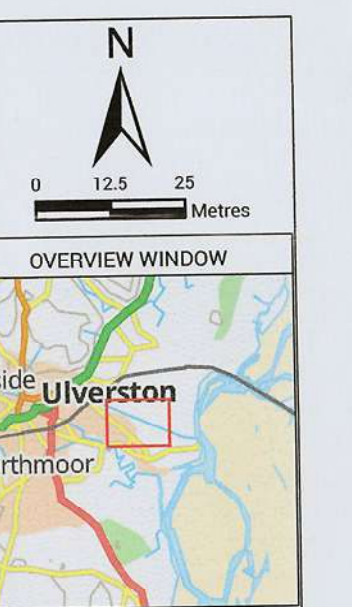 N
0 12.5 25
Metres
OVERVIEW WINDOW
side
Ulverston
rthmoor